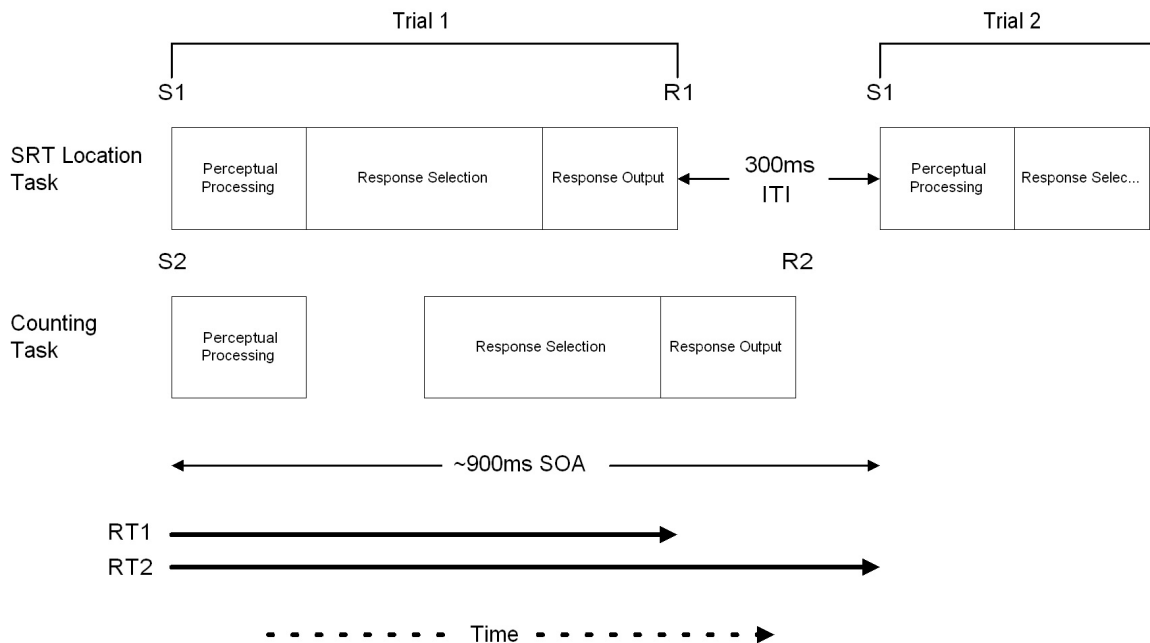 Trial 1
Trial 2
S1
R1
S1
SRT Location
Task
Perceptual
Processing
Response Selection
Response Output
300ms
ITI
Perceptual
Processing
Response Selec...
S2
R2
Counting
Task
Perceptual
Processing
Response Selection
Response Output
~900ms SOA
RT1
RT2
Time